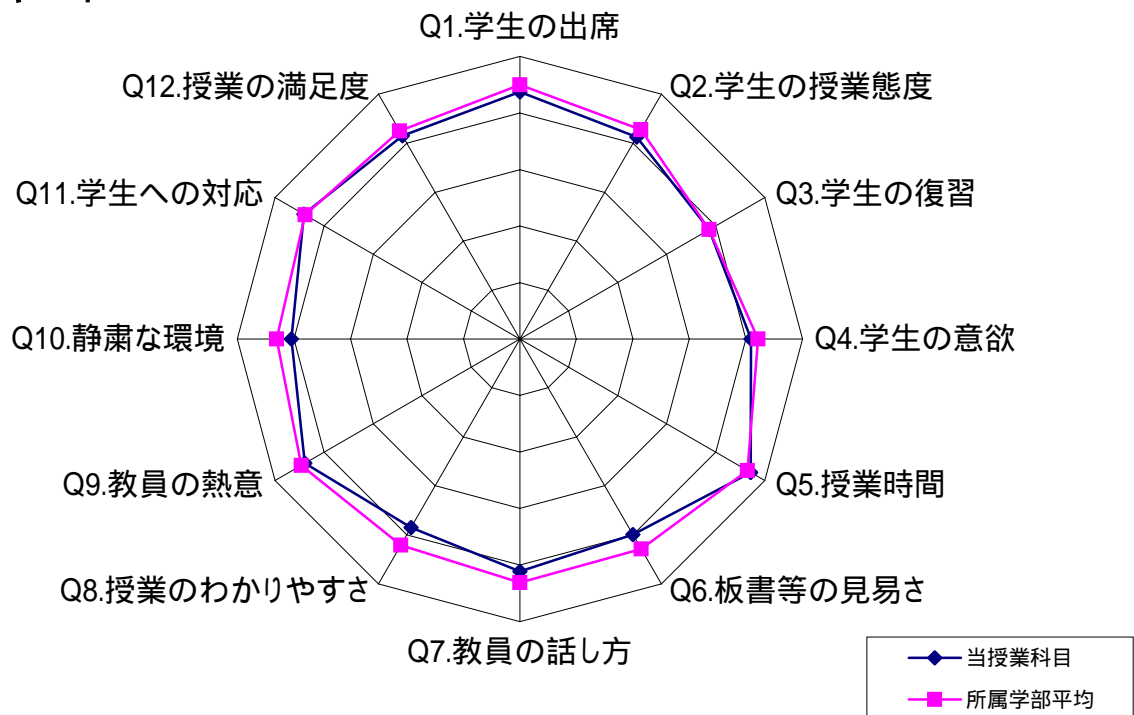 Q1.学生の出席
Q2.学生の授業態度
Q3.学生の復習
Q4.学生の意欲
Q5.授業時間
Q6.板書等の見易さ
Q7.教員の話し方
Q8.授業のわかりやすさ
Q9.教員の熱意
Q10.静粛な環境
Q11.学生への対応
Q12.授業の満足度
当授業科目
所属学部平均